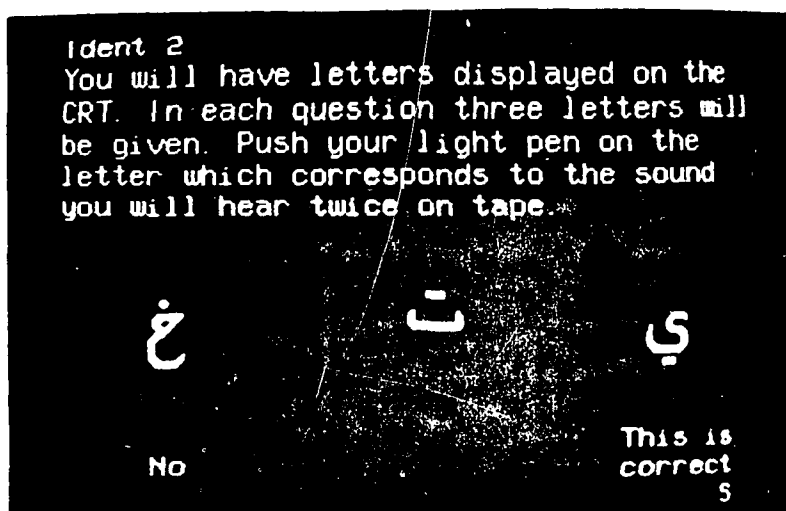 Ident 2
You will have letters displayed on the
CRT. In each question three letters will
be given. Push your light pen on the
letter which corresponds to the sound
you will hear twice on tape.
خ ت ي
This is
No correct
5